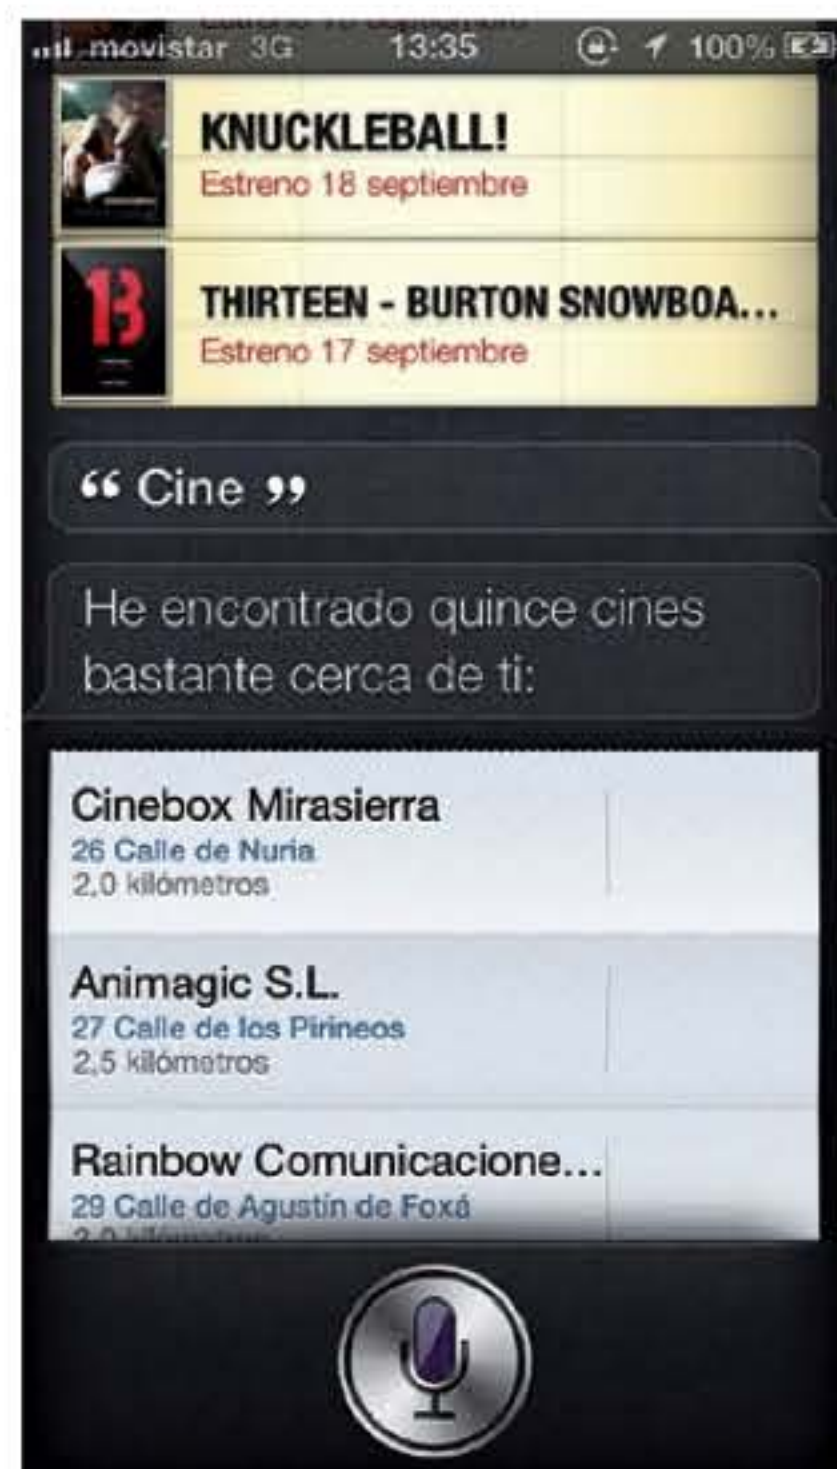 movistar 3G 13:35 100%
KNUCKLEBALL!
Estreno 18 septiembre
13
THIRTEEN - BURTON SNOWBOA...
Estreno 17 septiembre
“ Cine ”
He encontrado quince cines
bastante cerca de ti:
Cinebox Mirasierra
26 Calle de Nuria
2,0 kilómetros
Animagic S.L.
27 Calle de los Pirineos
2,5 kilómetros
Rainbow Comunicacione...
29 Calle de Agustín de Foxá